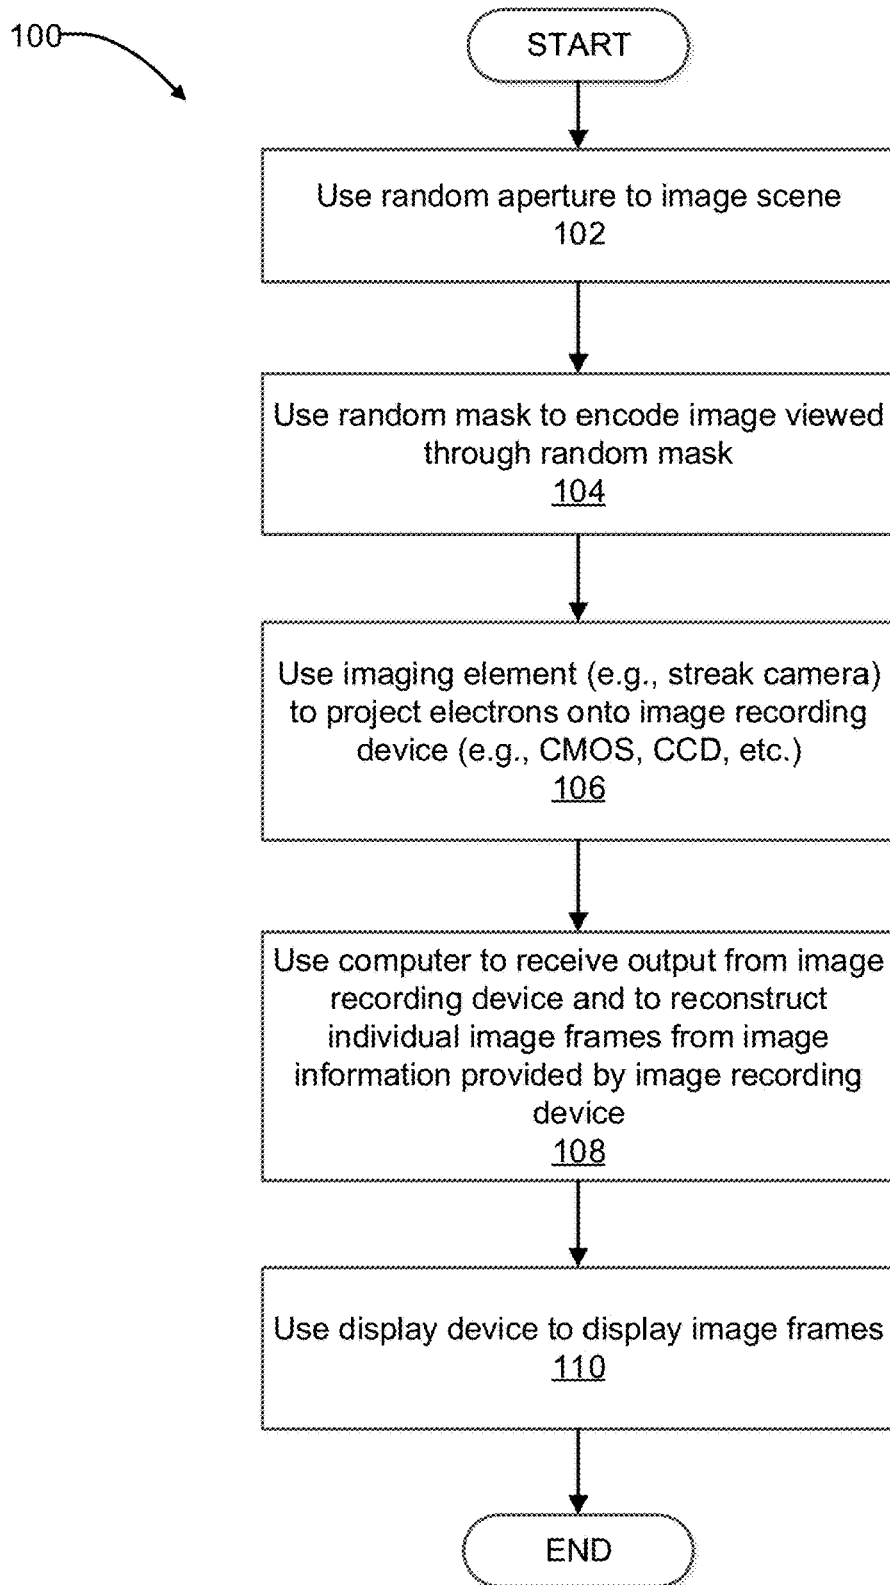 100
START
Use random aperture to image scene
102
Use random mask to encode image viewed
through random mask
104
Use imaging element (e.g., streak camera)
to project electrons onto image recording
device (e.g., CMOS, CCD, etc.)
106
Use computer to receive output from image
recording device and to reconstruct
individual image frames from image
information provided by image recording
device
108
Use display device to display image frames
110
END